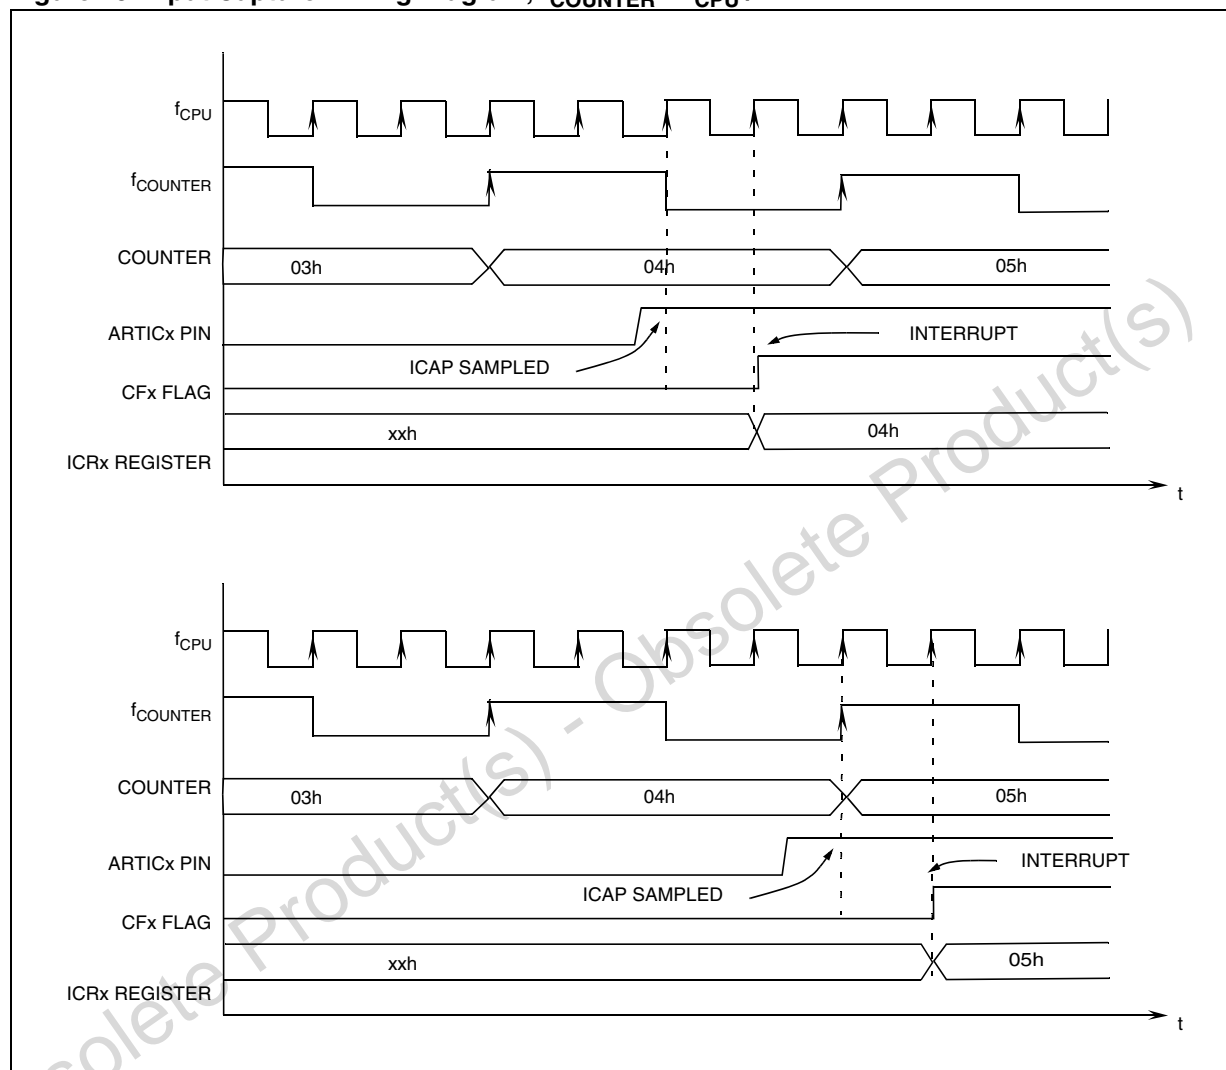 COUNTER CPU
fCPU
fCOUNTER
COUNTER 03h 04h 05h
ARTICx PIN
INTERRUPT
ICAP SAMPLED
CFx FLAG
xxh 04h
ICRx REGISTER
t
fCPU
fCOUNTER
COUNTER 03h 04h 05h
ARTICx PIN
INTERRUPT
ICAP SAMPLED
CFx FLAG
xxh 05h
ICRx REGISTER
t
Obsolete Product(s) - Obsolete Product(s)